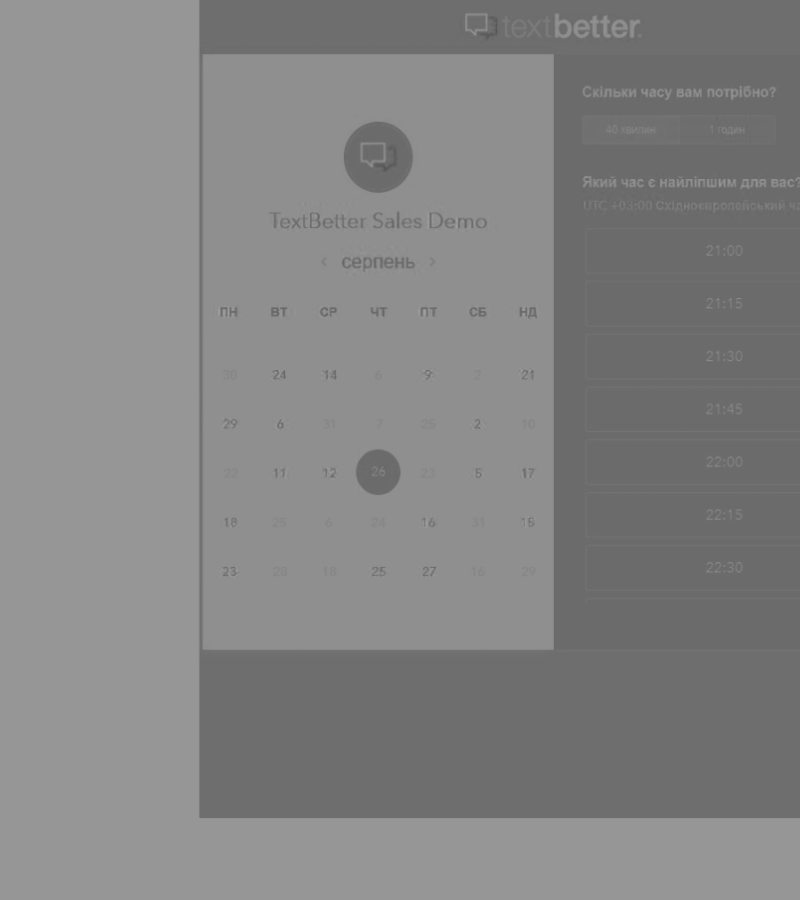 textbetter.
TextBetter Sales Demo
< серпень >
ПН ВТ СР ЧТ ПТ СБ НД
30 24 14 6 9 2 21
29 6 31 7 25 2 10
22 11 12 26 23 5 17
18 25 6 24 16 31 15
23 28 18 25 27 16 29
Скільки часу вам потрібно?
40 хвилин 1 годин
Який час є найліпшим для вас?
UTC +03:00 Східноєвропейський ча
21:00
21:15
21:30
21:45
22:00
22:15
22:30